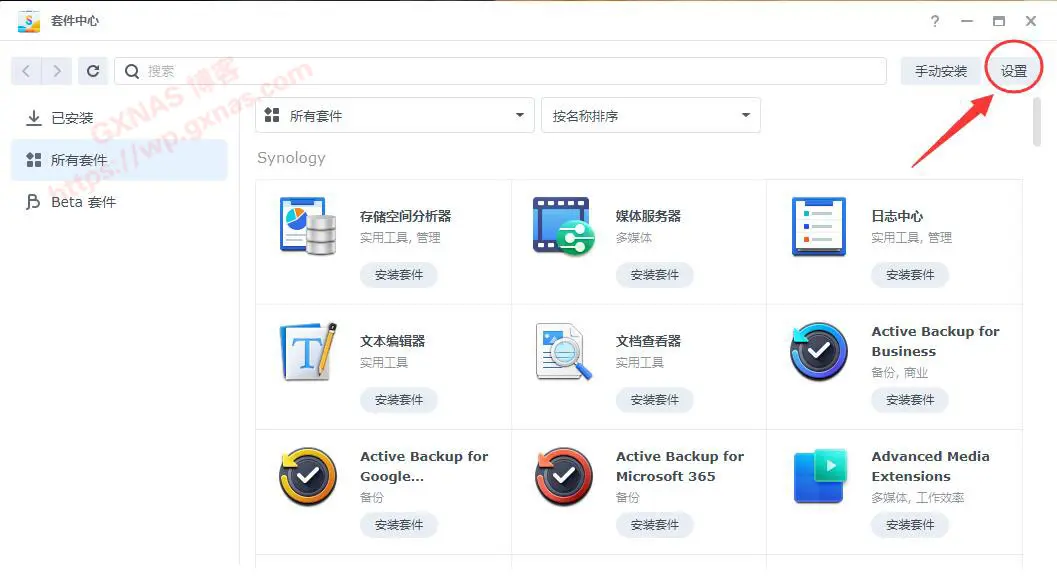 套件中心
搜索
手动安装
设置
GXNAS 博客
https://wp.gxnas.com
已安装
所有套件
Beta 套件
所有套件
按名称排序
Synology
存储空间分析器
实用工具, 管理
安装套件
媒体服务器
多媒体
安装套件
日志中心
实用工具, 管理
安装套件
文本编辑器
实用工具
安装套件
文档查看器
实用工具
安装套件
Active Backup for
Business
备份, 商业
安装套件
Active Backup for
Google...
备份
安装套件
Active Backup for
Microsoft 365
备份
安装套件
Advanced Media
Extensions
多媒体, 工作效率
安装套件